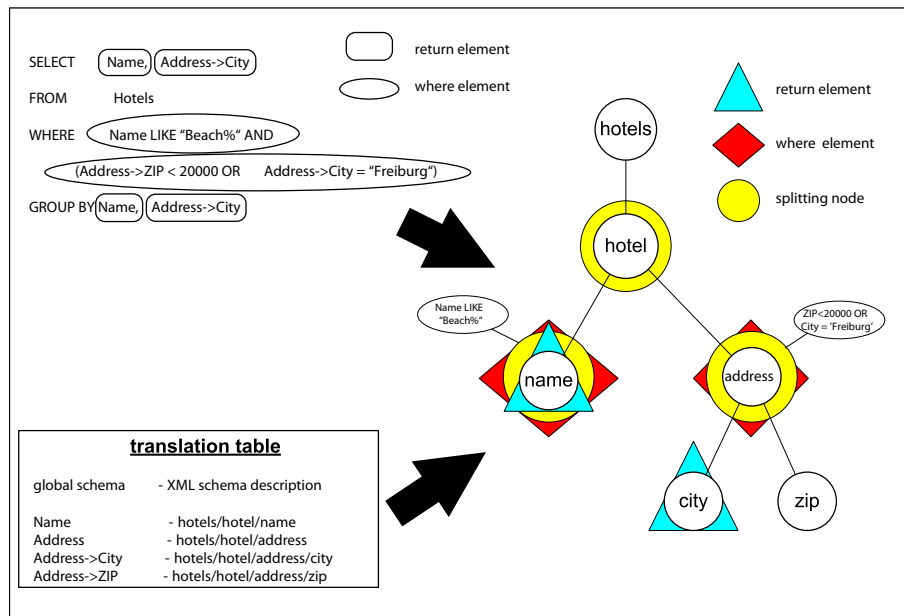 SELECT Name, Address->City
FROM Hotels
WHERE Name LIKE "Beach%" AND
(Address->ZIP < 20000 OR Address->City = "Freiburg")
GROUP BY Name, Address->City
return element
where element
return element
where element
splitting node
hotels
hotel
Name LIKE
"Beach%"
ZIP<20000 OR
City = 'Freiburg'
name
address
city
zip
translation table
global schema - XML schema description
Name - hotels/hotel/name
Address - hotels/hotel/address
Address->City - hotels/hotel/address/city
Address->ZIP - hotels/hotel/address/zip